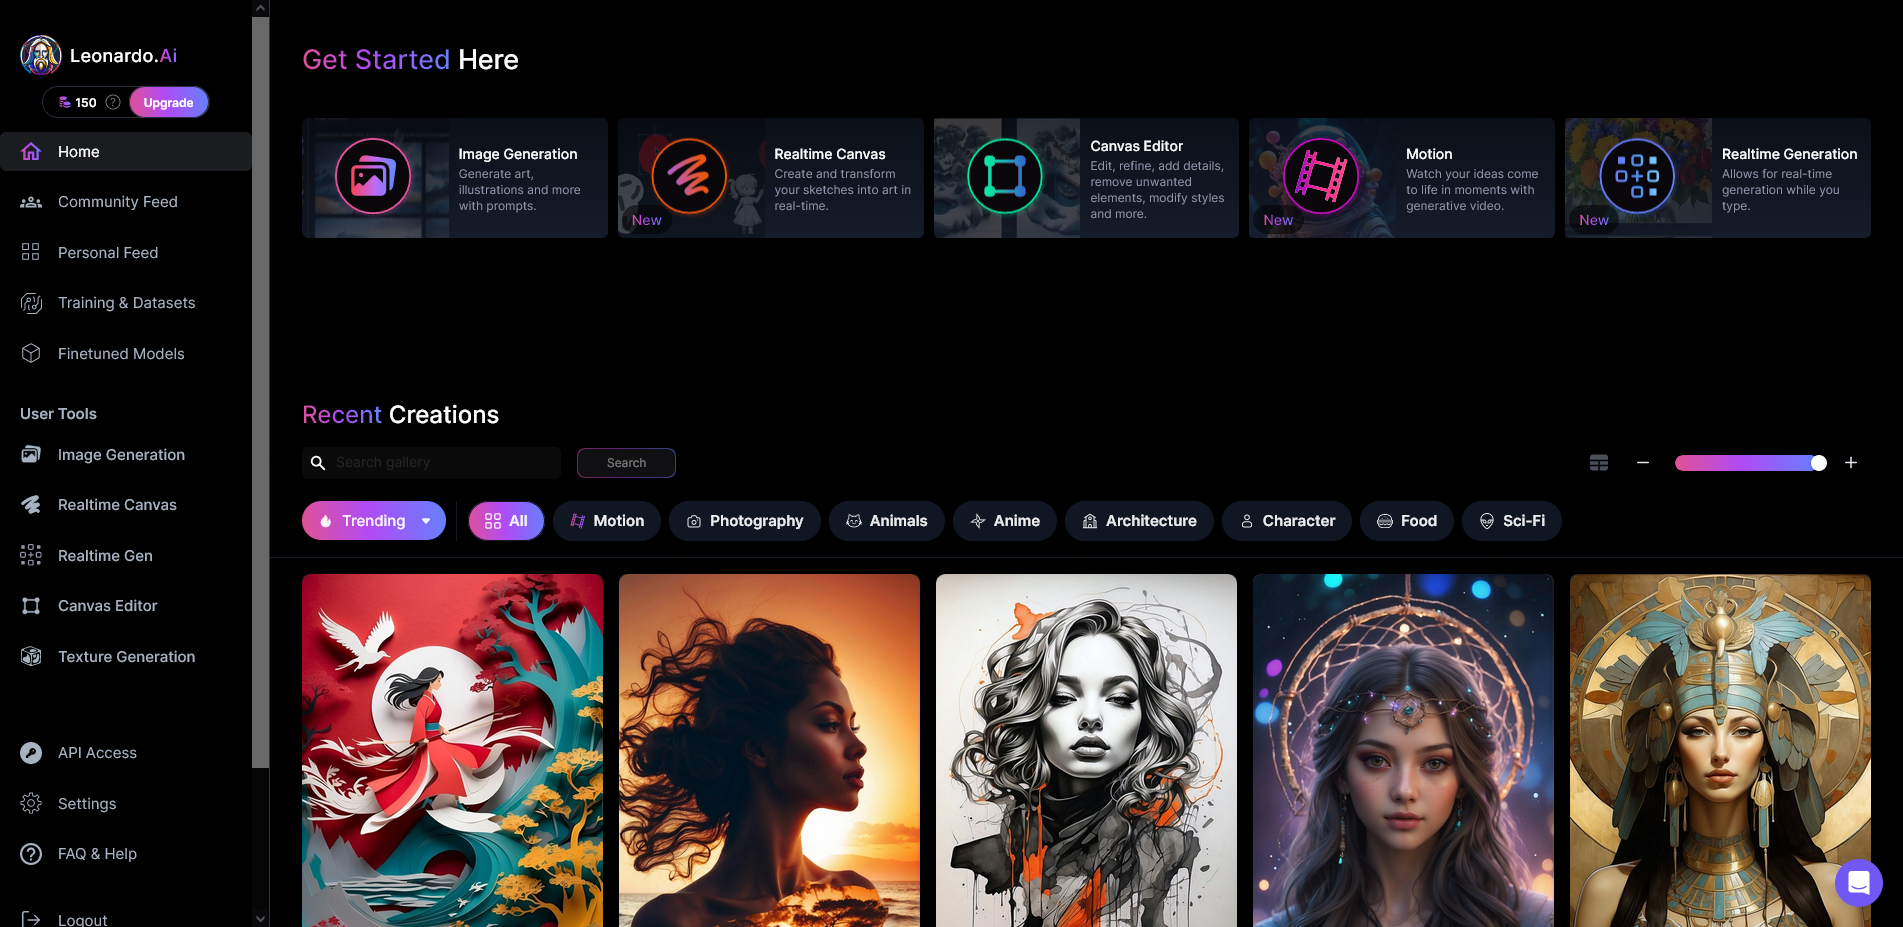 Leonardo.Ai
150
Upgrade
Home
Community Feed
Personal Feed
Training & Datasets
Finetuned Models
User Tools
Image Generation
Realtime Canvas
Realtime Gen
Canvas Editor
Texture Generation
API Access
Settings
FAQ & Help
Logout
Get Started Here
Image Generation
Generate art,
illustrations and more
with prompts.
New
Realtime Canvas
Create and transform
your sketches into art in
real-time.
Canvas Editor
Edit, refine, add details,
remove unwanted
elements, modify styles
and more.
New
Motion
Watch your ideas come
to life in moments with
generative video.
New
Realtime Generation
Allows for real-time
generation while you
type.
Recent Creations
Search gallery
Search
Trending
All
Motion
Photography
Animals
Anime
Architecture
Character
Food
Sci-Fi